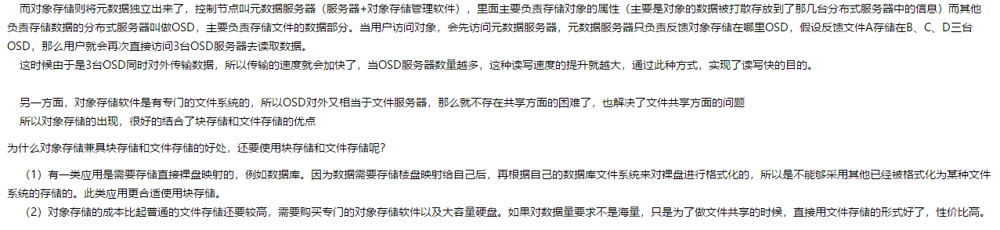 而对象存储则将元数据独立出来了，控制节点叫元数据服务器（服务器+对象存储管理软件），里面主要负责存储对象的属性（主要是对象的数据被打散存放到了那几台分布式服务器中的信息）而其他
负责存储数据的分布式服务器叫做OSD，主要负责存储文件的数据部分。当用户访问对象，会先访问元数据服务器，元数据服务器只负责反馈对象存储在哪里OSD，假设反馈文件A存储在B、C、D三台
OSD，那么用户就会再次直接访问3台OSD服务器去读取数据。
这时候由于是3台OSD同时对外传输数据，所以传输的速度就会加快了，当OSD服务器数量越多，这种读写速度的提升就越大，通过此种方式，实现了读写快的目的。
另一方面，对象存储软件是有专门的文件系统的，所以OSD对外又相当于文件服务器，那么就不存在共享方面的困难了，也解决了文件共享方面的问题
所以对象存储的出现，很好的结合了块存储和文件存储的优点
为什么对象存储兼具块存储和文件存储的好处，还要使用块存储和文件存储呢？
（1）有一类应用是需要存储直接裸盘映射的，例如数据库。因为数据需要存储楼盘映射给自己后，再根据自己的数据库文件系统来对裸盘进行格式化的，所以是不能够采用其他已经被格式化为某种文件
系统的存储的。此类应用更合适使用块存储。
（2）对象存储的成本比起普通的文件存储还要较高，需要购买专门的对象存储软件以及大容量硬盘。如果对数据量要求不是海量，只是为了做文件共享的时候，直接用文件存储的形式好了，性价比高。